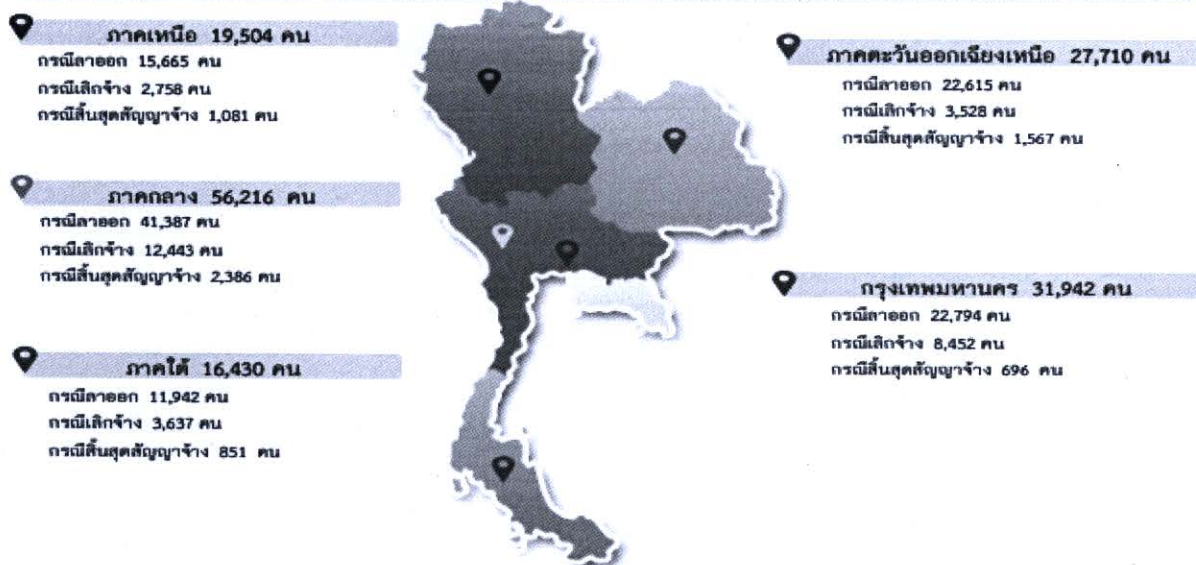 ภาคเหนือ 19,504 คน
กรณีลาออก 15,665 คน
กรณีเลิกจ้าง 2,758 คน
กรณีสิ้นสุดสัญญาจ้าง 1,081 คน
ภาคกลาง 56,216 คน
กรณีลาออก 41,387 คน
กรณีเลิกจ้าง 12,443 คน
กรณีสิ้นสุดสัญญาจ้าง 2,386 คน
ภาคใต้ 16,430 คน
กรณีลาออก 11,942 คน
กรณีเลิกจ้าง 3,637 คน
กรณีสิ้นสุดสัญญาจ้าง 851 คน
ภาคตะวันออกเฉียงเหนือ 27,710 คน
กรณีลาออก 22,615 คน
กรณีเลิกจ้าง 3,528 คน
กรณีสิ้นสุดสัญญาจ้าง 1,567 คน
กรุงเทพมหานคร 31,942 คน
กรณีลาออก 22,794 คน
กรณีเลิกจ้าง 8,452 คน
กรณีสิ้นสุดสัญญาจ้าง 696 คน